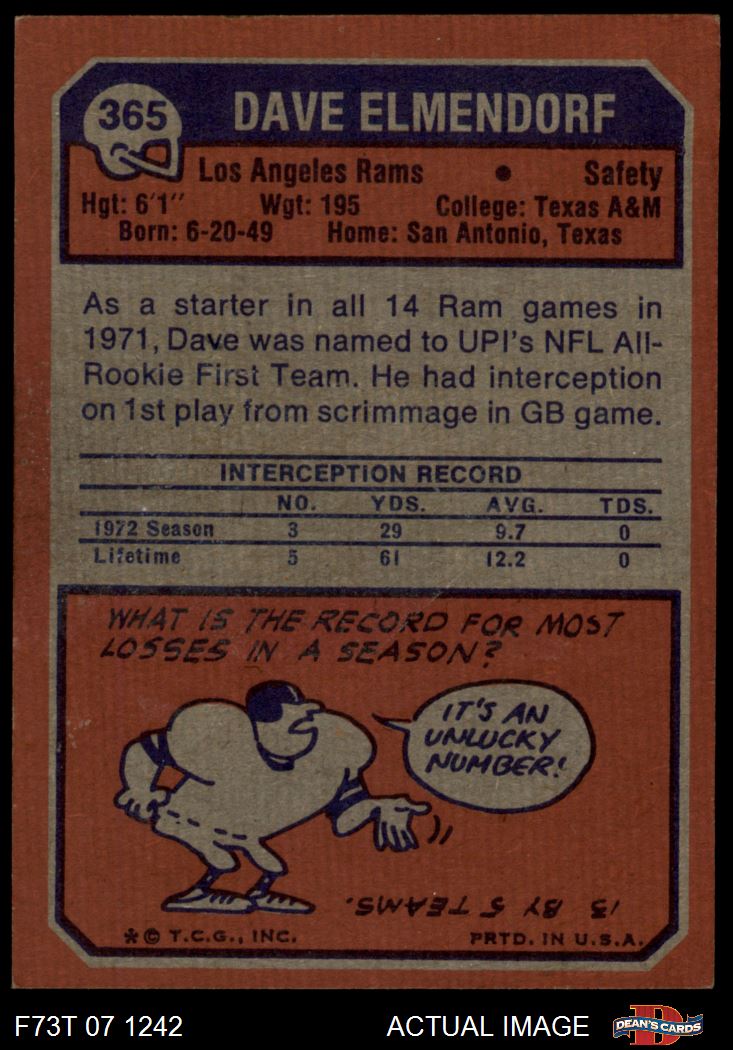 365
DAVE ELMENDORF
Los Angeles Rams • Safety
Hgt: 6'1" Wgt: 195 College: Texas A&M
Born: 6-20-49 Home: San Antonio, Texas
As a starter in all 14 Ram games in
1971, Dave was named to UPI's NFL All-
Rookie First Team. He had interception
on 1st play from scrimmage in GB game.
INTERCEPTION RECORD
NO. YDS. AVG. TDS.
1972 Season 3 29 9.7 0
Lifetime 5 61 12.2 0
WHAT IS THE RECORD FOR MOST
LOSSES IN A SEASON?
IT'S AN
UNLUCKY
NUMBER!
13 BY 5 TEAMS.
* © T.C.G., INC. PRTD. IN U.S.A.
F73T 07 1242 ACTUAL IMAGE
D
DEAN'S CARDS